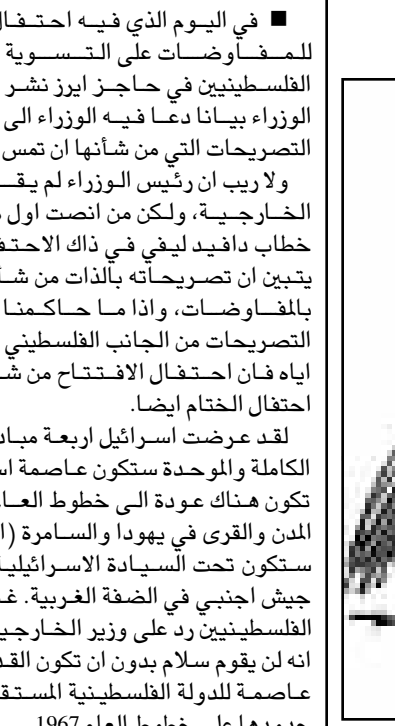 ■ في اليوم الذي فيه احتفال
للمفاوضات على التسوية
الفلسطينيين في حاجز ايرز نشر
الوزراء بيانا دعا فيه الوزراء الى
التصريحات التي من شأنها ان تمس
ولا ريب ان رئيس الوزراء لم يقـ
الخارجية، ولكن من انصت اول
خطاب دافيد ليفي في ذاك الاحتفـ
يتبين ان تصريحاته بالذات من شـ
بالمفاوضات، واذا ما حاكمنا
التصريحات من الجانب الفلسطيني
اياه فان احتفال الافتتاح من شـ
احتفال الختام ايضا.
لقد عرضت اسرائيل اربعة مباد
الكاملة والموحدة ستكون عاصمة اسـ
تكون هناك عودة الى خطوط العـ
المدن والقرى في يهودا والسامرة (ا
ستكون تحت السيادة الاسرائيلية
جيش اجنبي في الضفة الغربية. غـ
الفلسطينيين رد على وزير الخارجيـ
انه لن يقوم سلام بدون ان تكون القد
عاصمة للدولة الفلسطينية المستقـ
حدودها على خطوط العام 1967